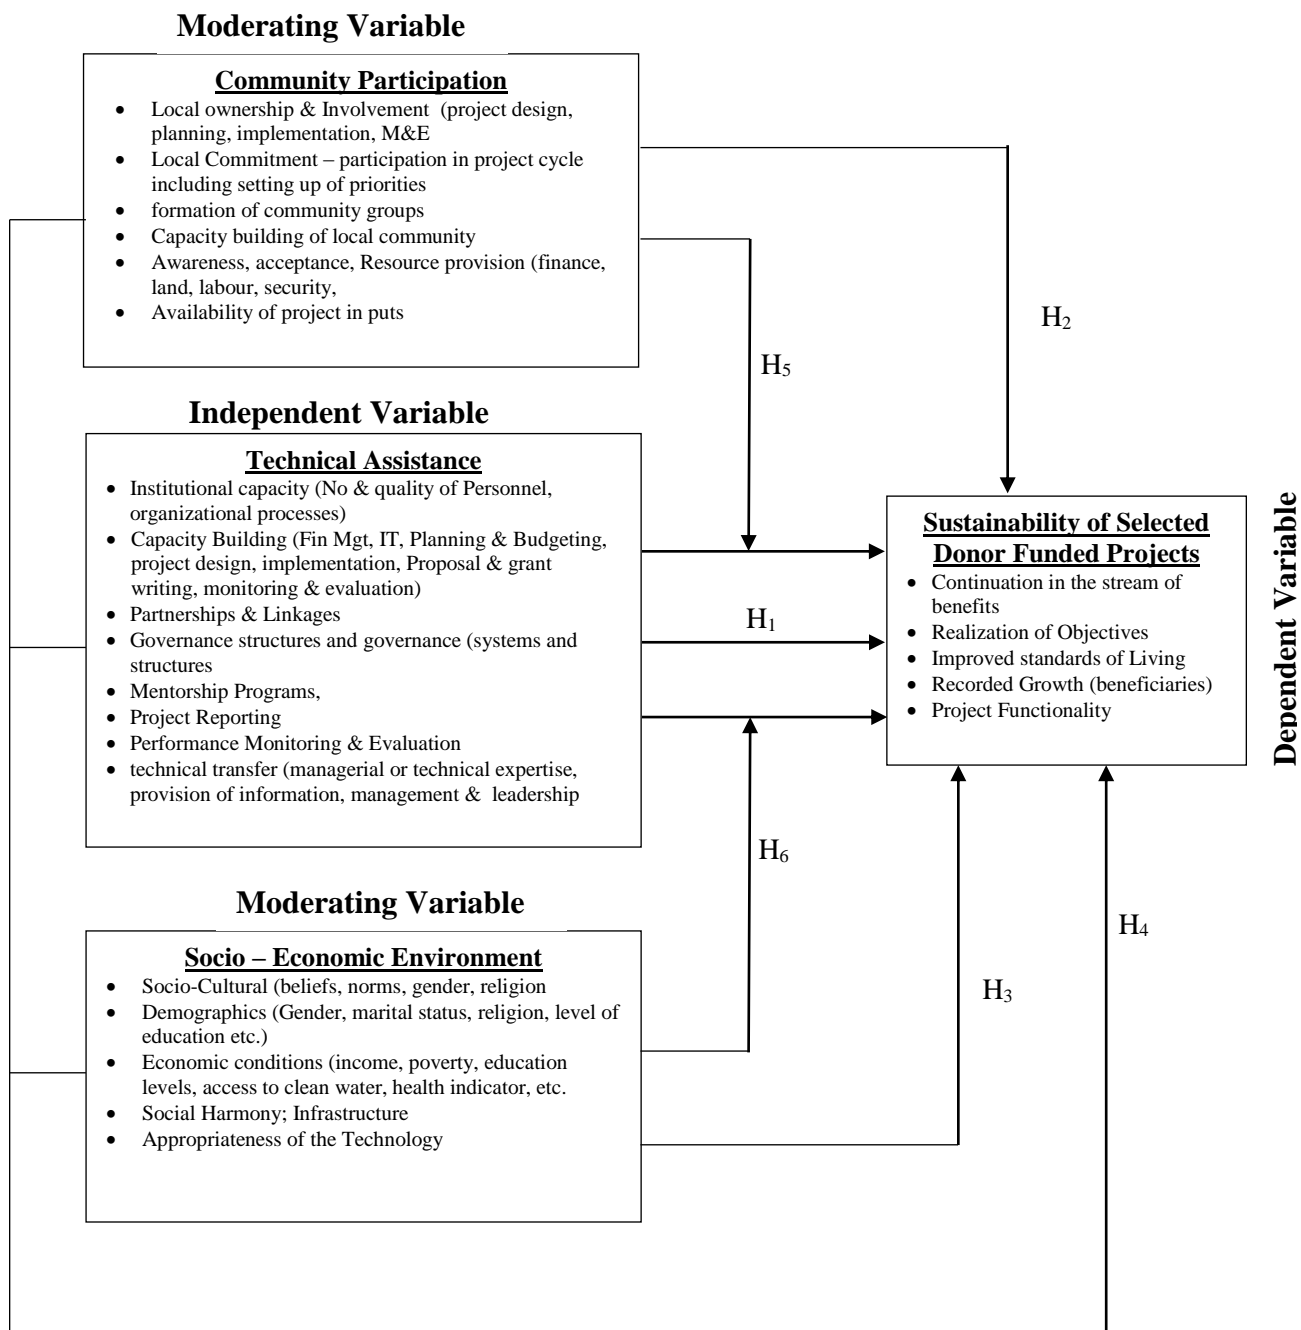 Moderating Variable
Community Participation
• Local ownership & Involvement (project design,
planning, implementation, M&E
• Local Commitment – participation in project cycle
including setting up of priorities
• formation of community groups
• Capacity building of local community
• Awareness, acceptance, Resource provision (finance,
land, labour, security,
• Availability of project in puts
H2
H5
Independent Variable
Technical Assistance
• Institutional capacity (No & quality of Personnel,
organizational processes)
• Capacity Building (Fin Mgt, IT, Planning & Budgeting,
project design, implementation, Proposal & grant
writing, monitoring & evaluation)
• Partnerships & Linkages
• Governance structures and governance (systems and
structures
• Mentorship Programs,
• Project Reporting
• Performance Monitoring & Evaluation
• technical transfer (managerial or technical expertise,
provision of information, management & leadership
H1
Sustainability of Selected
Donor Funded Projects
• Continuation in the stream of
benefits
• Realization of Objectives
• Improved standards of Living
• Recorded Growth (beneficiaries)
• Project Functionality
Dependent Variable
H6
Moderating Variable
Socio – Economic Environment
• Socio-Cultural (beliefs, norms, gender, religion
• Demographics (Gender, marital status, religion, level of
education etc.)
• Economic conditions (income, poverty, education
levels, access to clean water, health indicator, etc.
• Social Harmony; Infrastructure
• Appropriateness of the Technology
H4
H3